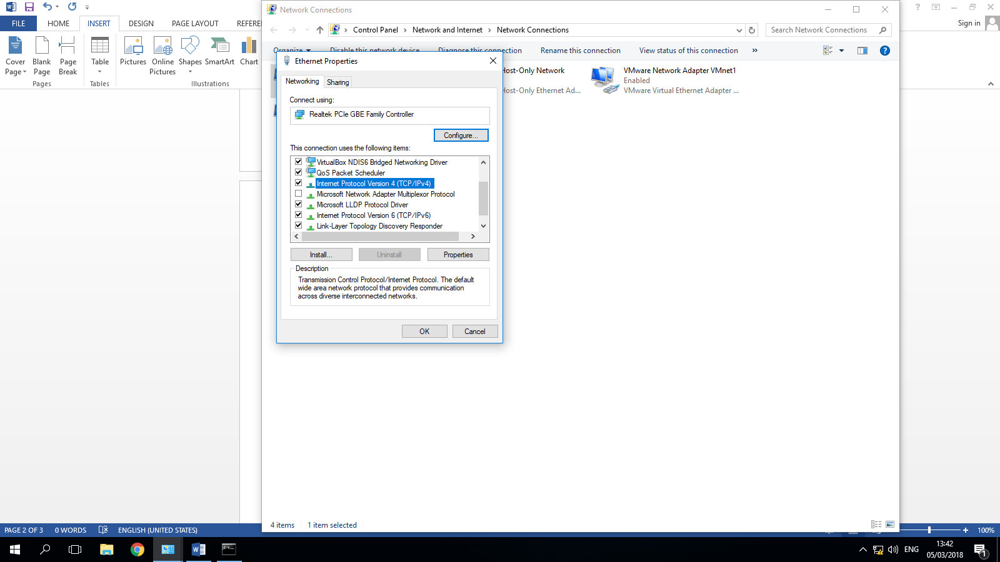 FILE
HOME
INSERT
DESIGN
PAGE LAYOUT
REFERE
Sign in
Cover
Page
Blank
Page
Page
Break
Pages
Table
Tables
Pictures
Online
Pictures
Shapes
SmartArt
Chart
Illustrations
Network Connections
Control Panel > Network and Internet > Network Connections
Search Network Connections
Organize
Disable this network device
Diagnose this connection
Rename this connection
View status of this connection
»
Host-Only Network
Host-Only Ethernet Ad...
VMware Network Adapter VMnet1
Enabled
VMware Virtual Ethernet Adapter ...
Ethernet Properties
Networking
Sharing
Connect using:
Realtek PCIe GBE Family Controller
Configure...
This connection uses the following items:
VirtualBox NDIS6 Bridged Networking Driver
QoS Packet Scheduler
Internet Protocol Version 4 (TCP/IPv4)
Microsoft Network Adapter Multiplexor Protocol
Microsoft LLDP Protocol Driver
Internet Protocol Version 6 (TCP/IPv6)
Link-Layer Topology Discovery Responder
Install...
Uninstall
Properties
Description
Transmission Control Protocol/Internet Protocol. The default
wide area network protocol that provides communication
across diverse interconnected networks.
OK
Cancel
4 items
1 item selected
PAGE 2 OF 3
0 WORDS
ENGLISH (UNITED STATES)
100%
ENG
13:42
05/03/2018
1